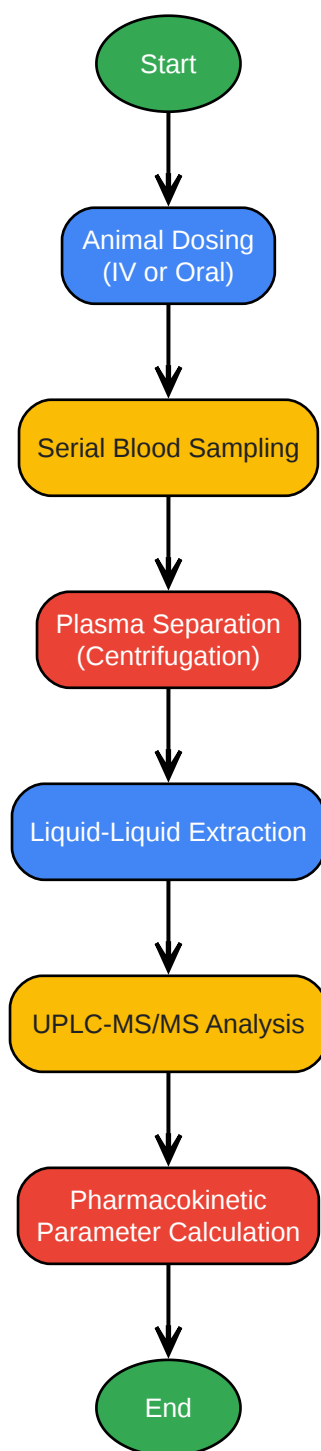 Start
Animal Dosing
(IV or Oral)
Serial Blood Sampling
Plasma Separation
(Centrifugation)
Liquid-Liquid Extraction
UPLC-MS/MS Analysis
Pharmacokinetic
Parameter Calculation
End